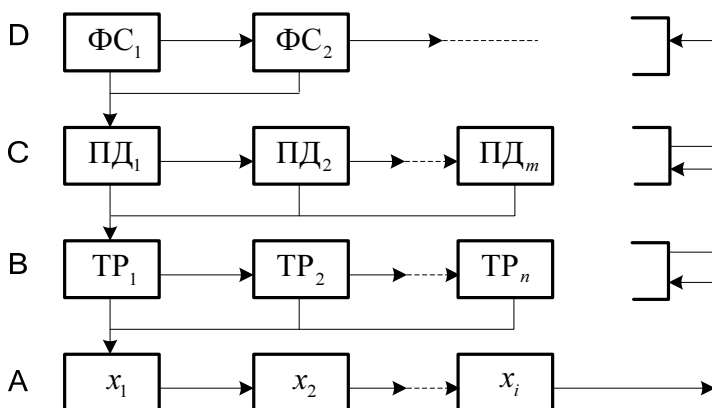 D ФС₁ ФС₂
C ПД₁ ПД₂ ПДₘ
B ТР₁ ТР₂ ТРₙ
A x₁ x₂ xᵢ